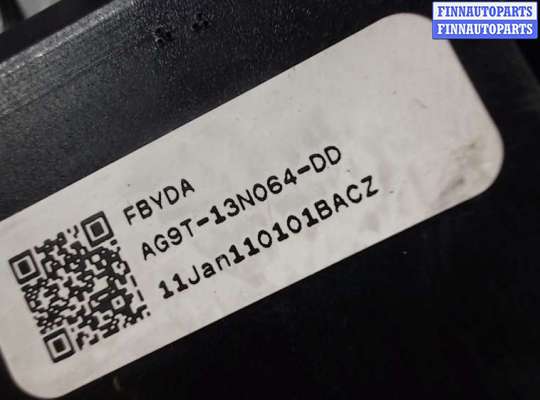 FINNAUTOPARTS
FINNAUTOPARTS
FBYDA
AG9T-13N064-DD
11Jan110101BACZ